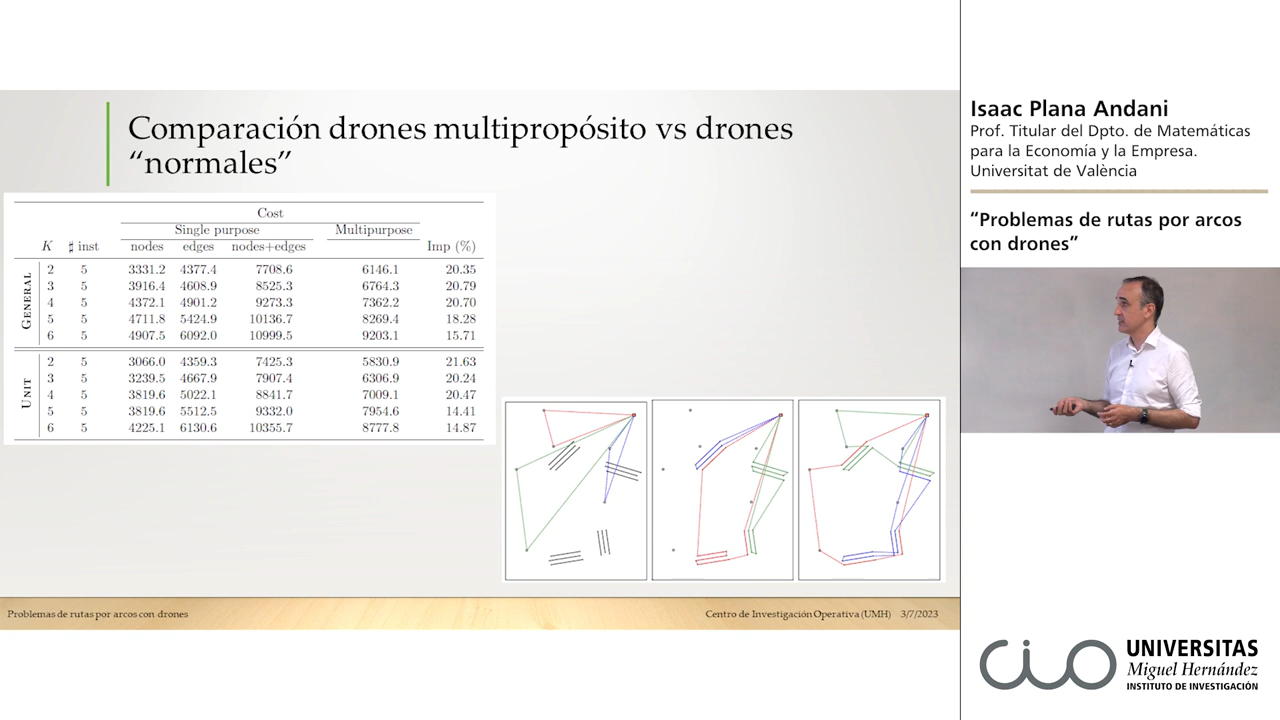 Comparación drones multipropósito vs drones
“normales”
Cost
Single purpose Multipurpose
K ♯ inst nodes edges nodes+edges Imp (%)
GENERAL
2 5 3331.2 4377.4 7708.6 6146.1 20.35
3 5 3916.4 4608.9 8525.3 6764.3 20.79
4 5 4372.1 4901.2 9273.3 7362.2 20.70
5 5 4711.8 5424.9 10136.7 8269.4 18.28
6 5 4907.5 6092.0 10999.5 9203.1 15.71
UNIT
2 5 3066.0 4359.3 7425.3 5830.9 21.63
3 5 3239.5 4667.9 7907.4 6306.9 20.24
4 5 3819.6 5022.1 8841.7 7009.1 20.47
5 5 3819.6 5512.5 9332.0 7954.6 14.41
6 5 4225.1 6130.6 10355.7 8777.8 14.87
Problemas de rutas por arcos con drones
Centro de Investigación Operativa (UMH) 3/7/2023
Isaac Plana Andani
Prof. Titular del Dpto. de Matemáticas
para la Economía y la Empresa.
Universitat de València
“Problemas de rutas por arcos
con drones”
cio
UNIVERSITAS
Miguel Hernández
INSTITUTO DE INVESTIGACIÓN